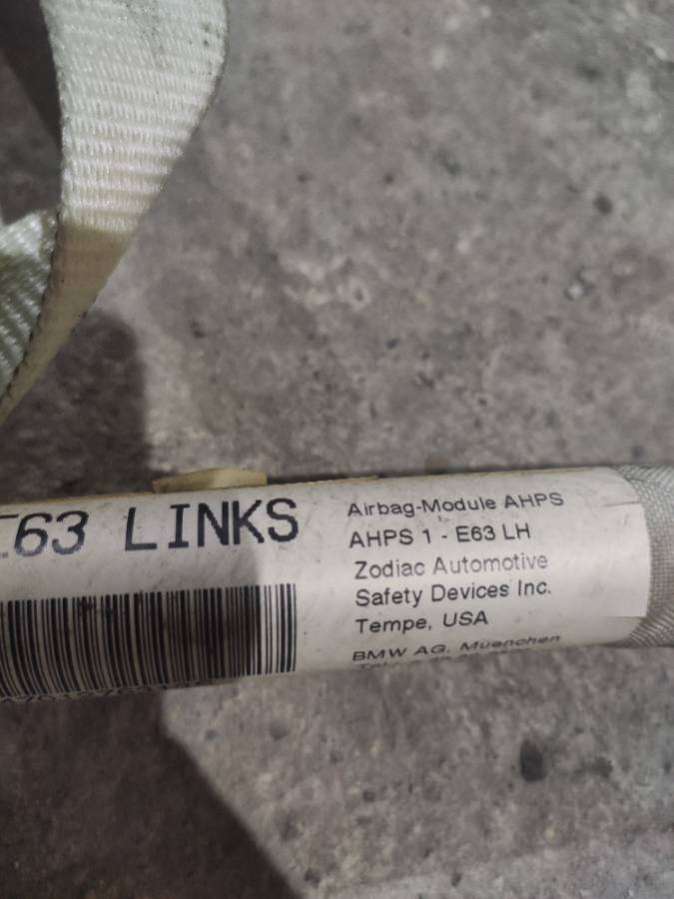 E63 LINKS
Airbag-Module AHPS
AHPS 1 - E63 LH
Zodiac Automotive
Safety Devices Inc.
Tempe, USA
BMW AG, Muenchen